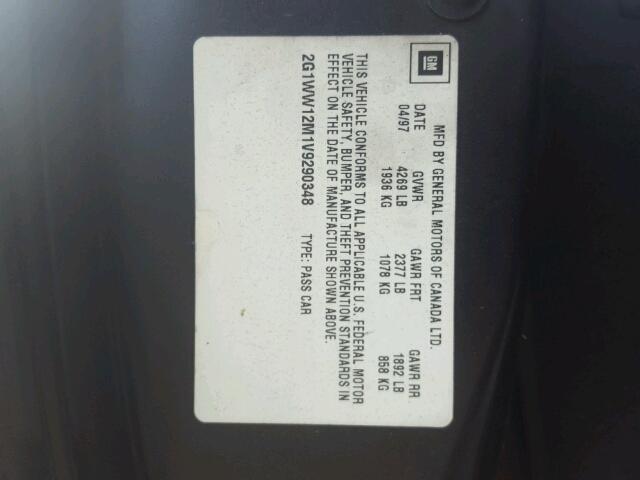 GM
MFD BY GENERAL MOTORS OF CANADA LTD.
DATE GVWR GAWR FRT GAWR RR
04/97 4269 LB 2377 LB 1892 LB
1936 KG 1078 KG 858 KG
THIS VEHICLE CONFORMS TO ALL APPLICABLE U.S. FEDERAL MOTOR
VEHICLE SAFETY, BUMPER, AND THEFT PREVENTION STANDARDS IN
EFFECT ON THE DATE OF MANUFACTURE SHOWN ABOVE.
2G1WW12M1V9290348 TYPE: PASS CAR